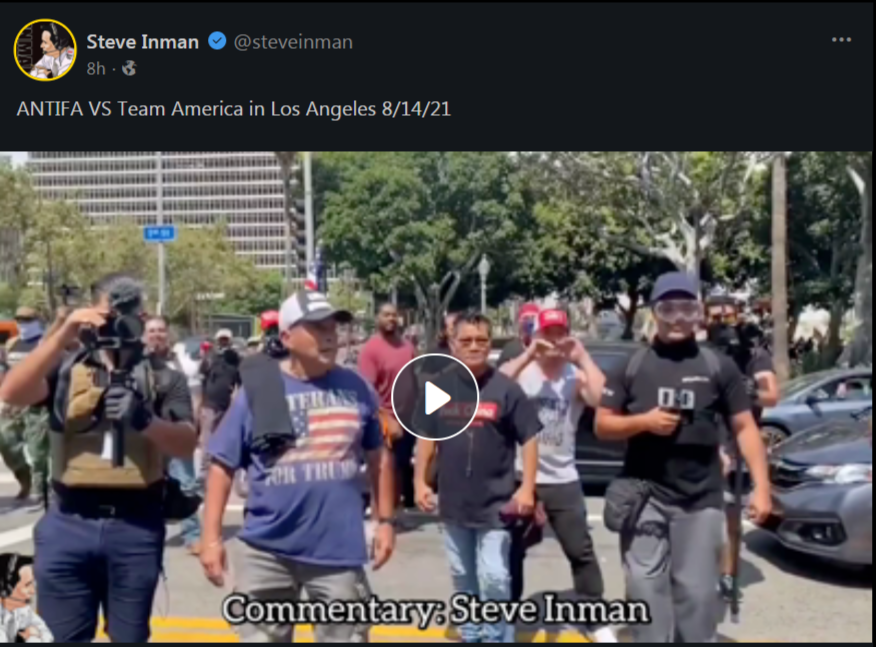 Steve Inman @steveinman
8h ·
ANTIFA VS Team America in Los Angeles 8/14/21
VETERANS
FOR TRUMP
Commentary: Steve Inman